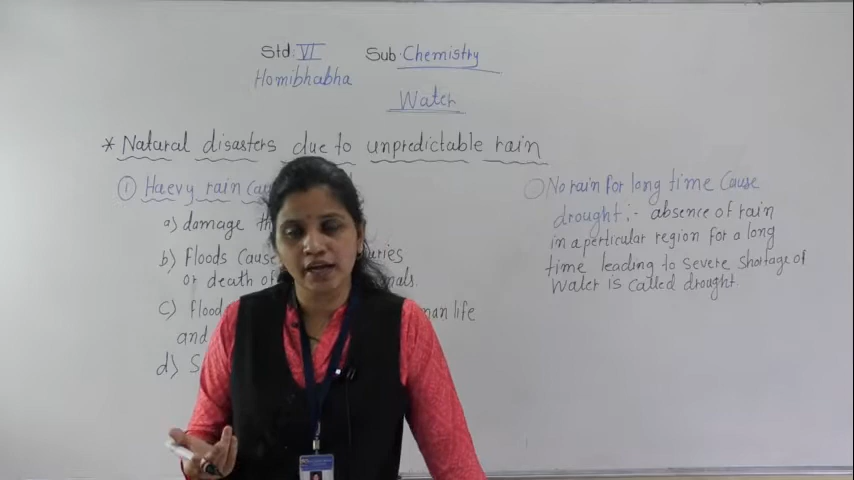 Std: VI Sub: Chemistry
Homibhabha
Water
* Natural disasters due to unpredictable rain
① Haevy rain
a) damage
b) Floods cause
or death of
c) Flood man life
and
d) S
No rain for long time Cause
drought :- absence of rain
in a perticular region for a long
time leading to severe shortage of
water is called drought.